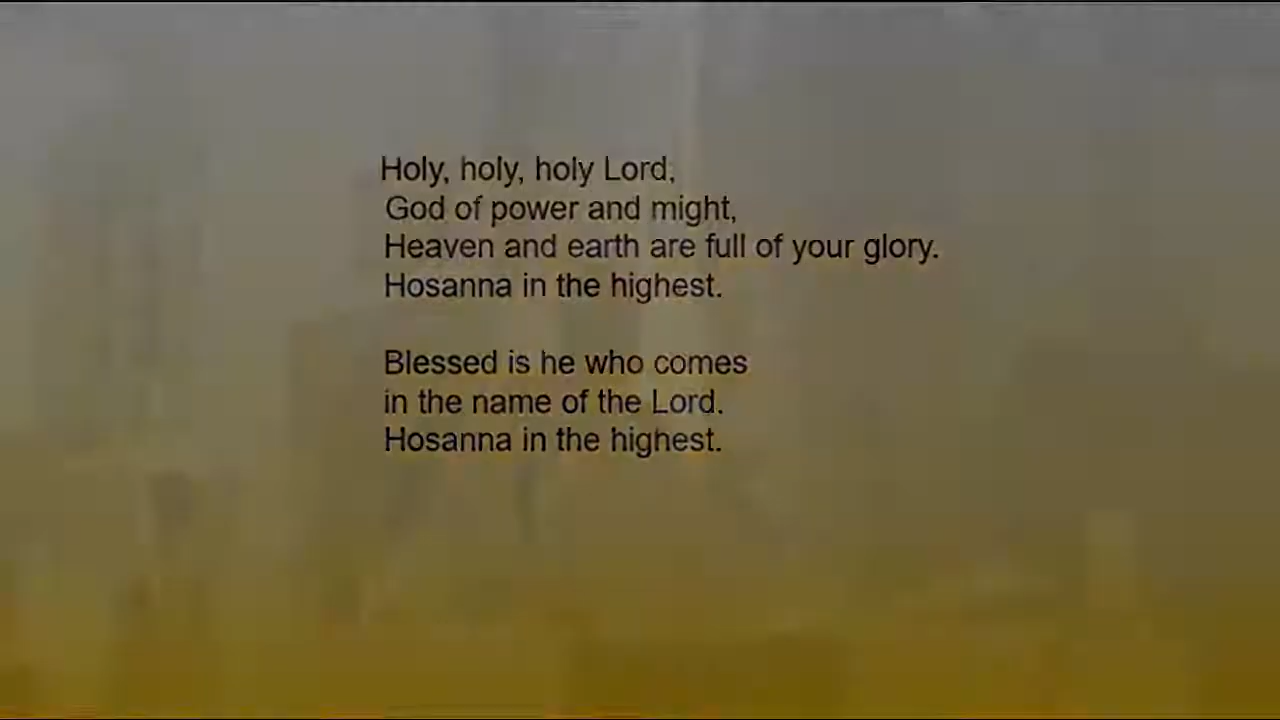 Holy, holy, holy Lord,
God of power and might,
Heaven and earth are full of your glory.
Hosanna in the highest.
Blessed is he who comes
in the name of the Lord.
Hosanna in the highest.